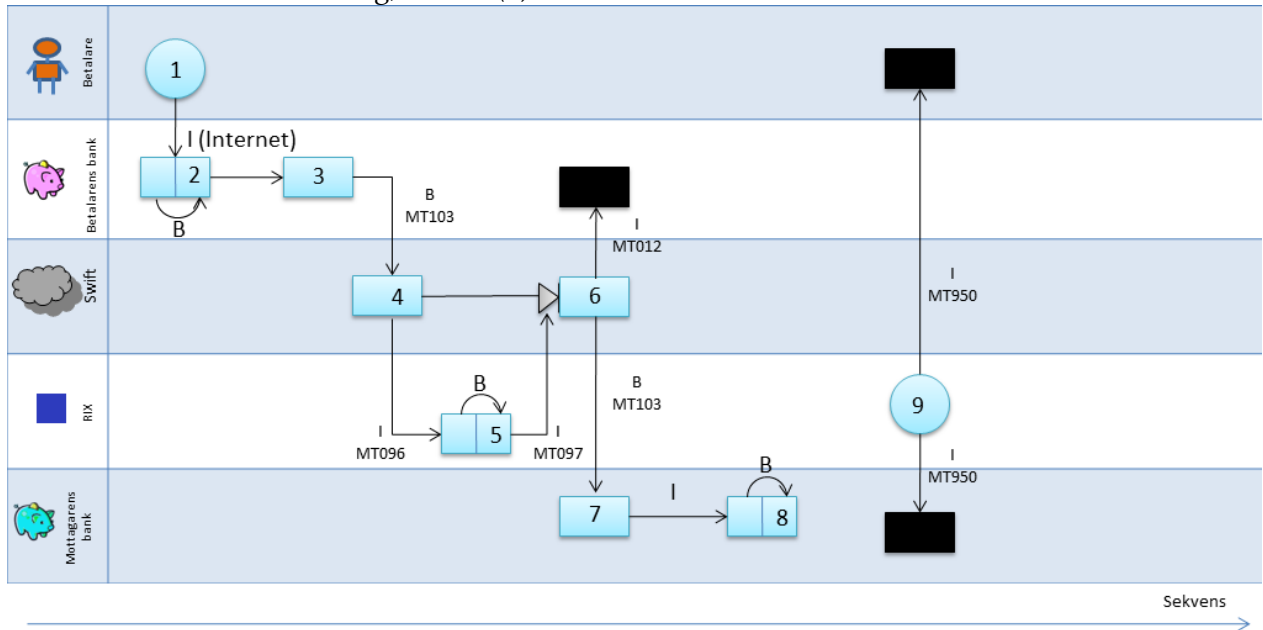 Betalare
1
I (Internet)
Betalarens bank
2
3
B
B
MT103
I
MT012
Swift
4
6
I
MT950
RIX
B
5
I
MT096
I
MT097
B
MT103
9
I
MT950
Mottagarens
bank
7
I
B
8
Sekvens